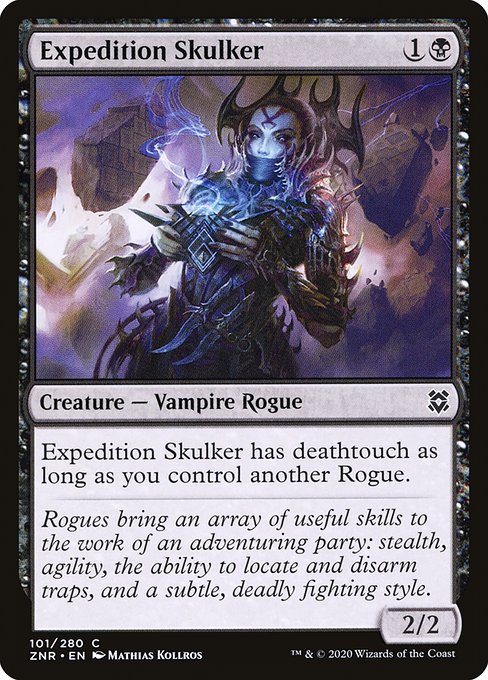 Expedition Skulker 1
Creature — Vampire Rogue
Expedition Skulker has deathtouch as
long as you control another Rogue.
Rogues bring an array of useful skills to
the work of an adventuring party: stealth,
agility, the ability to locate and disarm
traps, and a subtle, deadly fighting style.
2/2
101/280 C
ZNR • EN Mathias Kollros
™ & © 2020 Wizards of the Coast